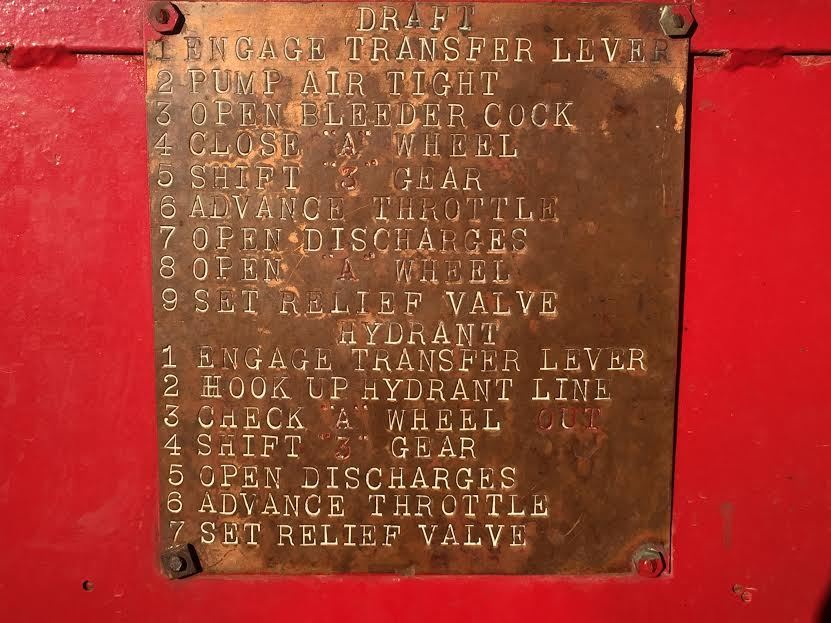 DRAFT
1 ENGAGE TRANSFER LEVER
2 PUMP AIR TIGHT
3 OPEN BLEEDER COCK
4 CLOSE "A" WHEEL
5 SHIFT "3" GEAR
6 ADVANCE THROTTLE
7 OPEN DISCHARGES
8 OPEN "A" WHEEL
9 SET RELIEF VALVE
HYDRANT
1 ENGAGE TRANSFER LEVER
2 HOOK UP HYDRANT LINE
3 CHECK "A" WHEEL OUT
4 SHIFT "3" GEAR
5 OPEN DISCHARGES
6 ADVANCE THROTTLE
7 SET RELIEF VALVE